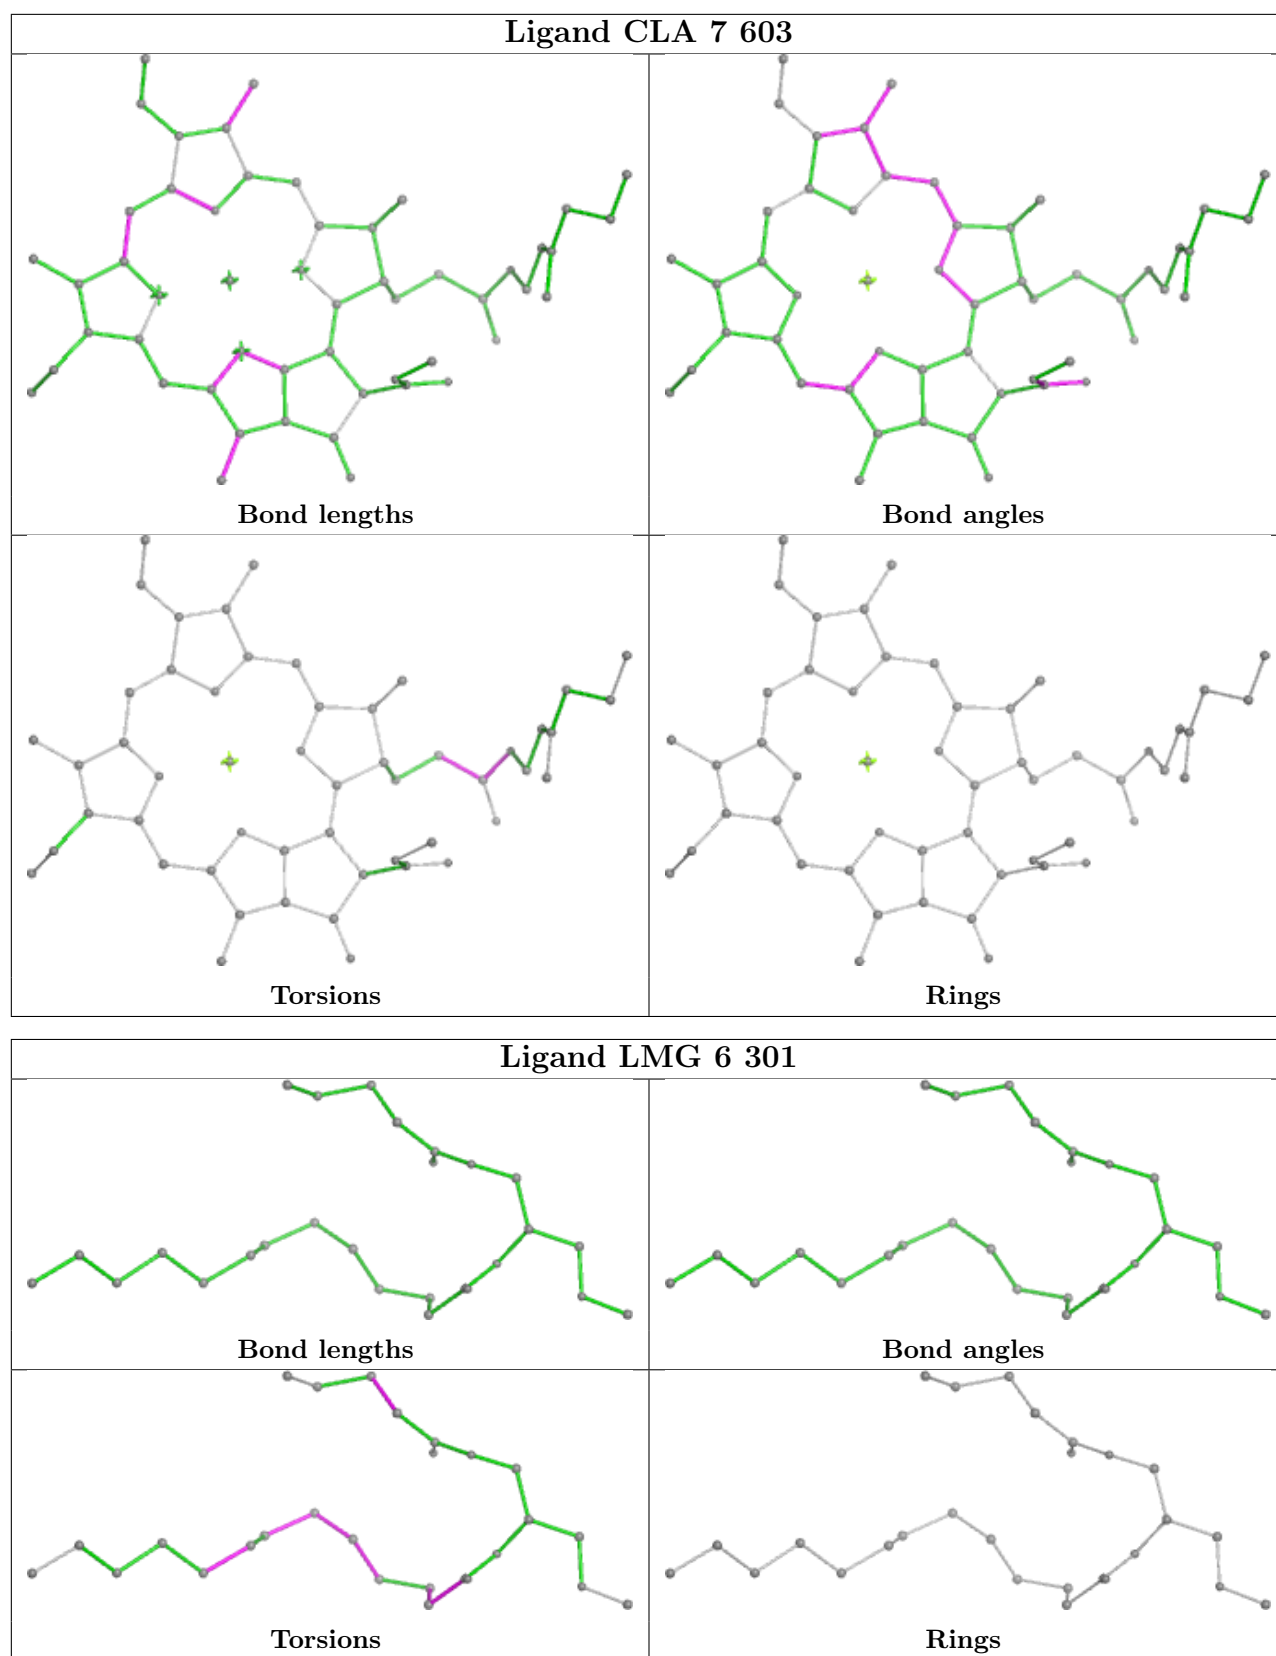 Ligand CLA 7 603
Bond lengths
Bond angles
Torsions
Rings
Ligand LMG 6 301
Bond lengths
Bond angles
Torsions
Rings